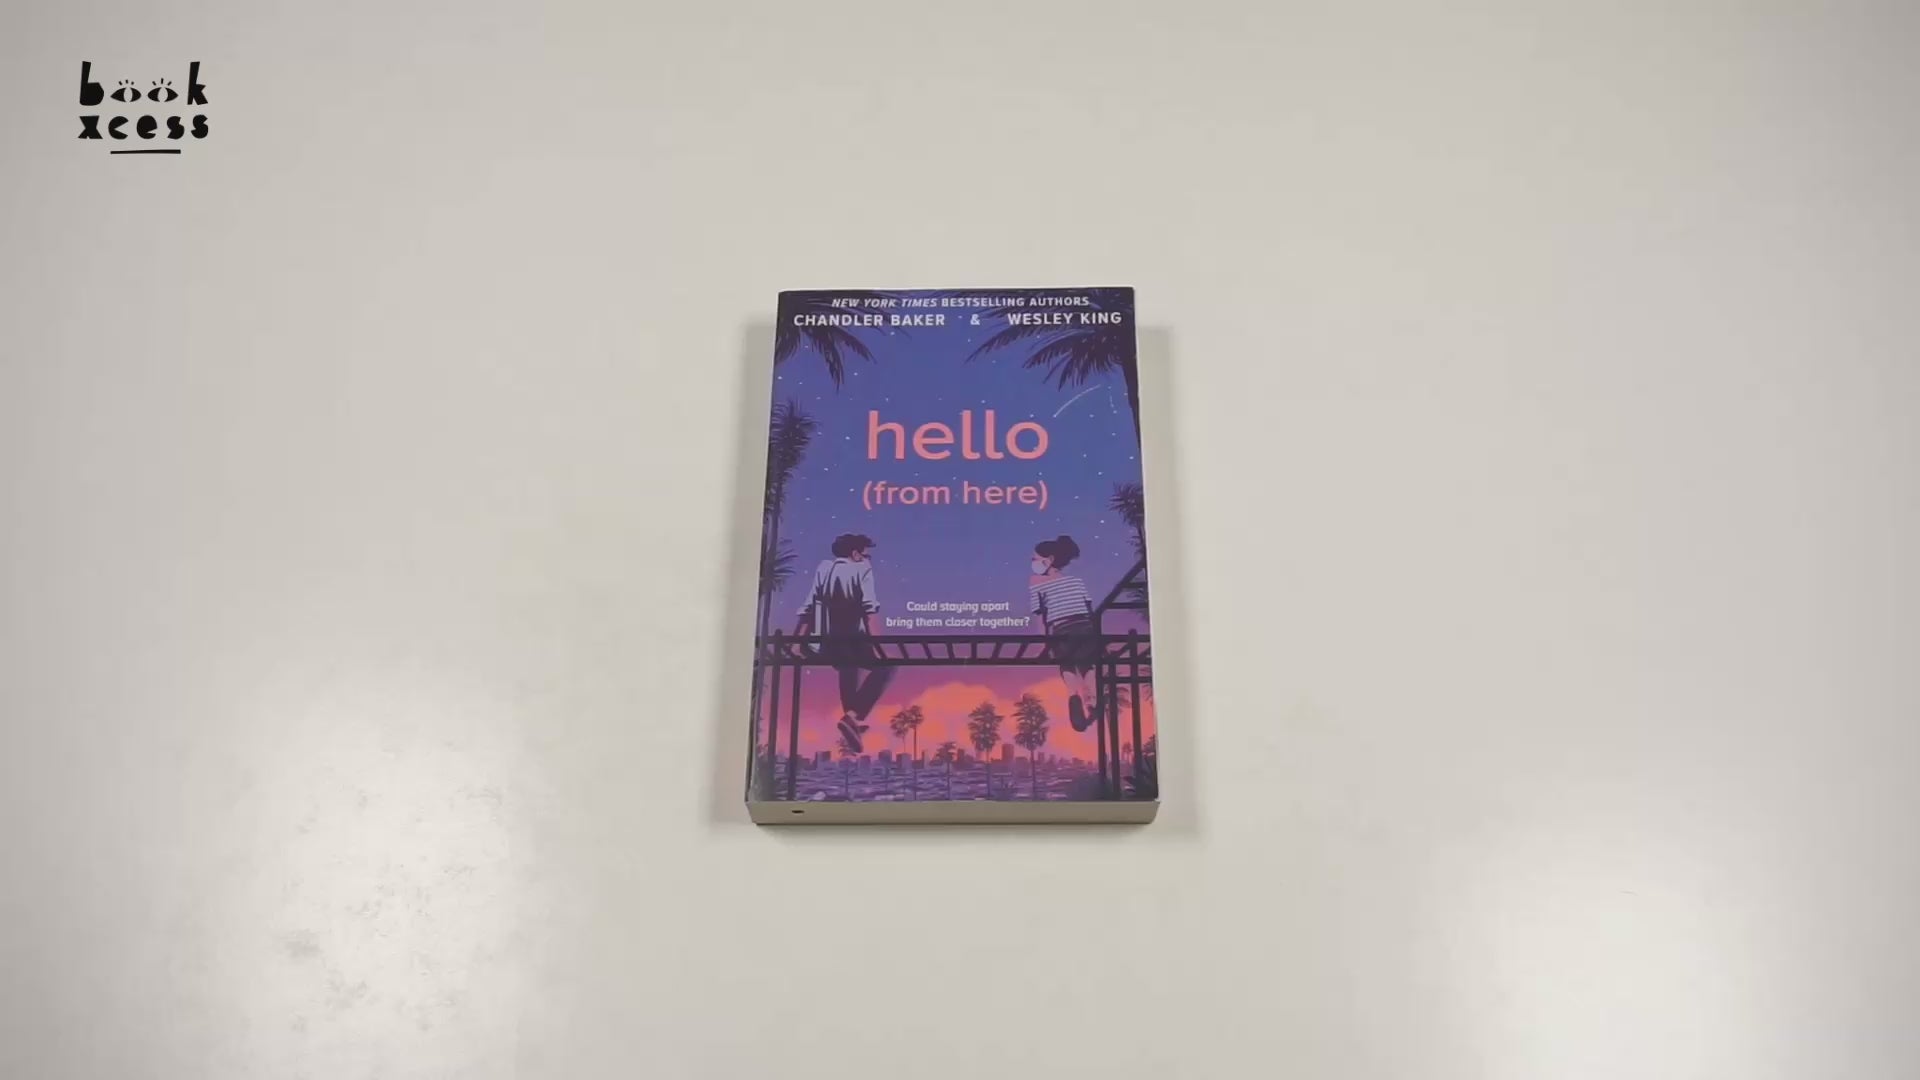 book
xcess
NEW YORK TIMES BESTSELLING AUTHORS
CHANDLER BAKER & WESLEY KING
hello
(from here)
Could staying apart
bring them closer together?